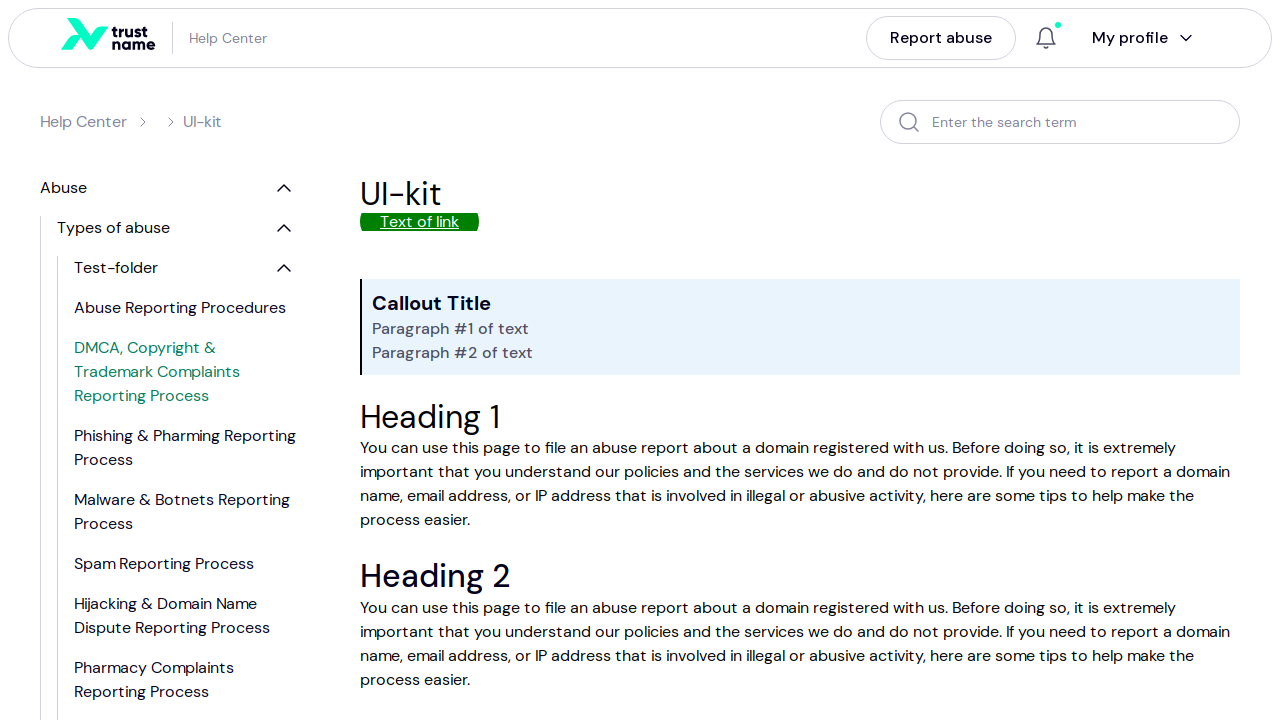 trust
name
Help Center
Report abuse
My profile
Help Center
UI-kit
Enter the search term
Abuse
Types of abuse
Test-folder
Abuse Reporting Procedures
DMCA, Copyright &
Trademark Complaints
Reporting Process
Phishing & Pharming Reporting
Process
Malware & Botnets Reporting
Process
Spam Reporting Process
Hijacking & Domain Name
Dispute Reporting Process
Pharmacy Complaints
Reporting Process
UI-kit
Text of link
Callout Title
Paragraph #1 of text
Paragraph #2 of text
Heading 1
You can use this page to file an abuse report about a domain registered with us. Before doing so, it is extremely
important that you understand our policies and the services we do and do not provide. If you need to report a domain
name, email address, or IP address that is involved in illegal or abusive activity, here are some tips to help make the
process easier.
Heading 2
You can use this page to file an abuse report about a domain registered with us. Before doing so, it is extremely
important that you understand our policies and the services we do and do not provide. If you need to report a domain
name, email address, or IP address that is involved in illegal or abusive activity, here are some tips to help make the
process easier.